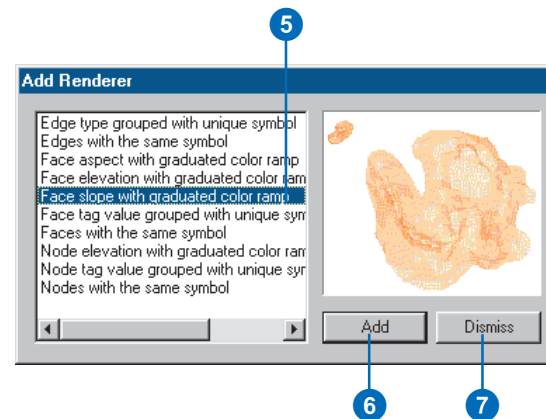 5
Add Renderer
Edge type grouped with unique symbol
Edges with the same symbol
Face aspect with graduated color ramp
Face elevation with graduated color ram
Face slope with graduated color ramp
Face tag value grouped with unique sym
Faces with the same symbol
Node elevation with graduated color ram
Node tag value grouped with unique syr
Nodes with the same symbol
Add Dismiss
6 7